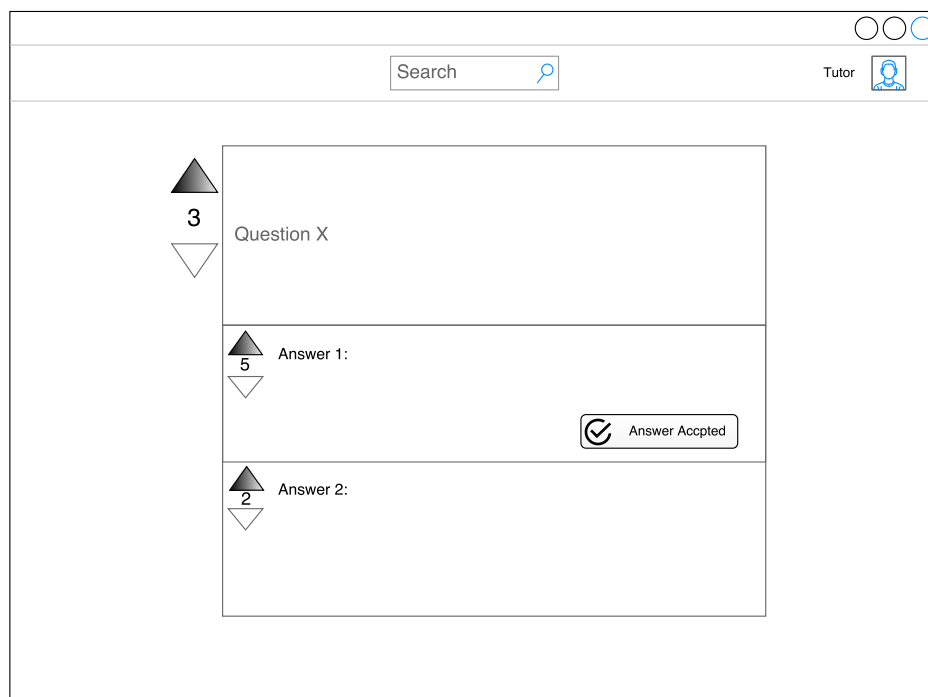 Search
Tutor
3
Question X
5
Answer 1:
Answer Accpted
2
Answer 2: